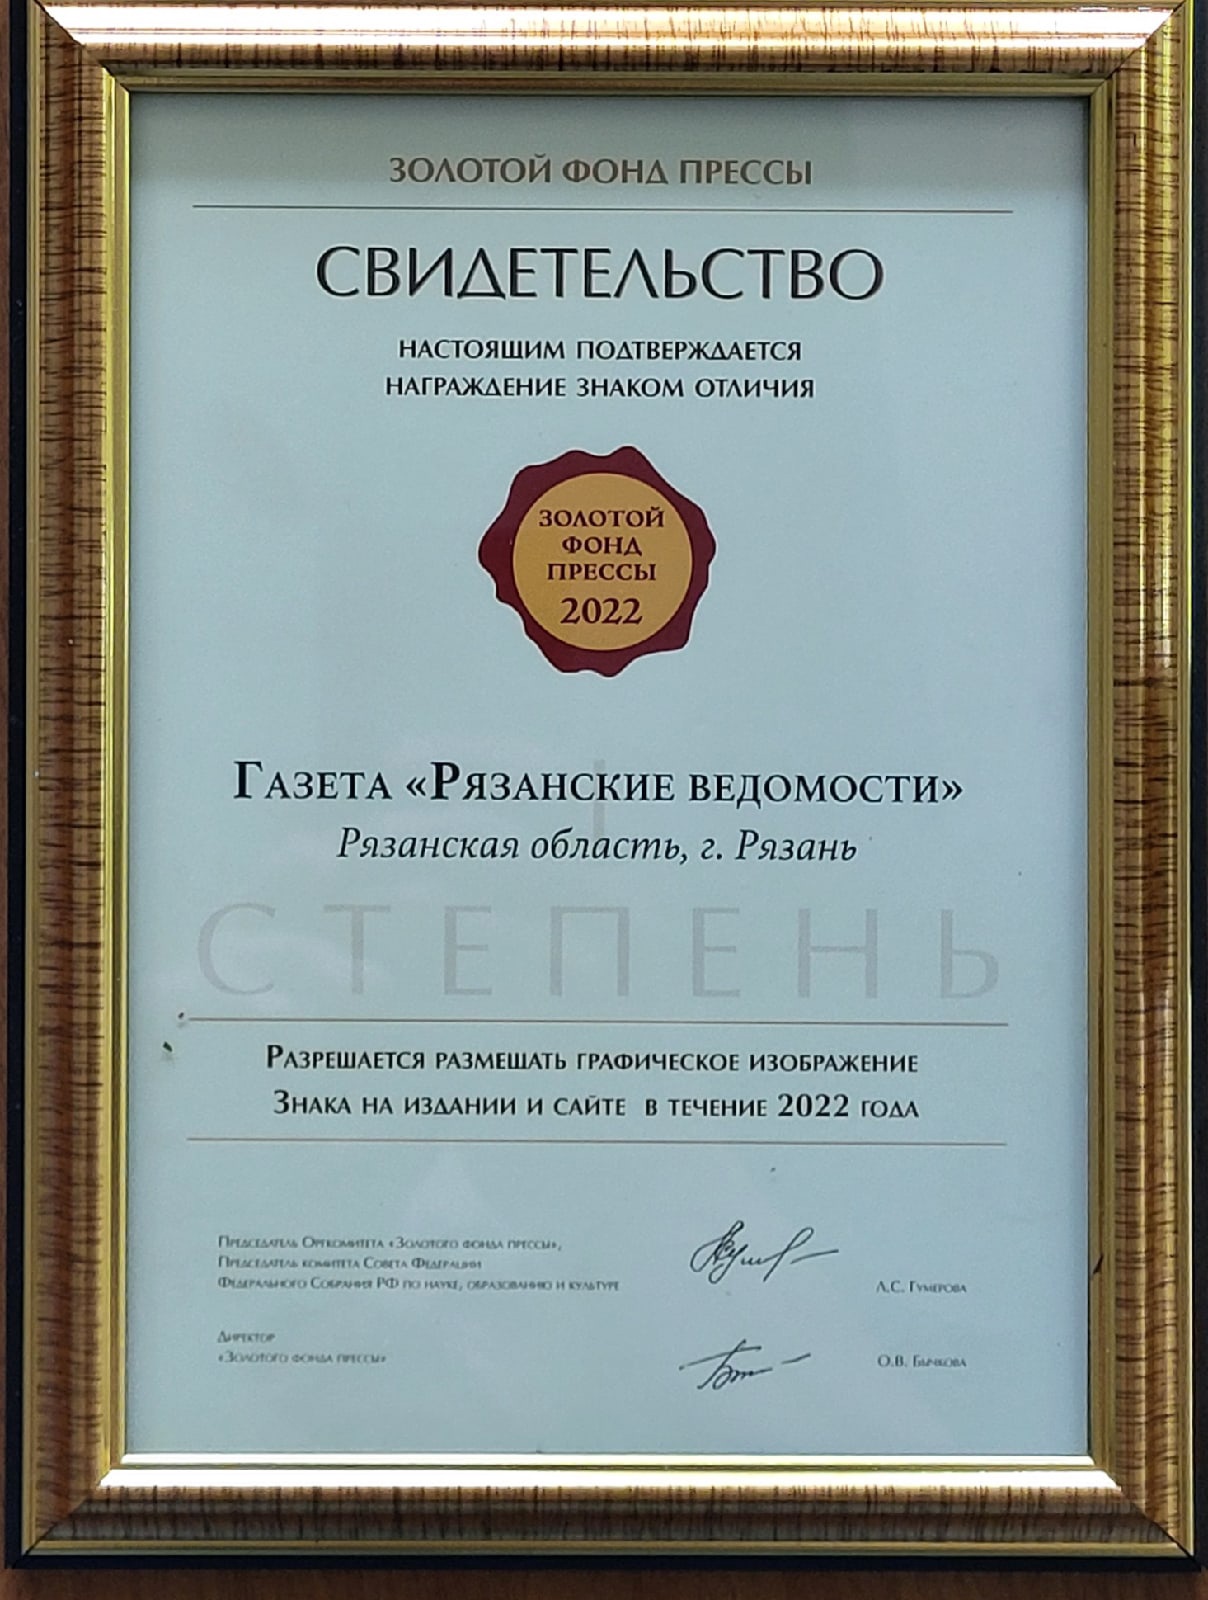 ЗОЛОТОЙ ФОНД ПРЕССЫ
СВИДЕТЕЛЬСТВО
НАСТОЯЩИМ ПОДТВЕРЖДАЕТСЯ
НАГРАЖДЕНИЕ ЗНАКОМ ОТЛИЧИЯ
ЗОЛОТОЙ
ФОНД
ПРЕССЫ
2022
I
ГАЗЕТА «РЯЗАНСКИЕ ВЕДОМОСТИ»
Рязанская область, г. Рязань
СТЕПЕНЬ
РАЗРЕШАЕТСЯ РАЗМЕЩАТЬ ГРАФИЧЕСКОЕ ИЗОБРАЖЕНИЕ
ЗНАКА НА ИЗДАНИИ И САЙТЕ В ТЕЧЕНИЕ 2022 ГОДА
ПРЕДСЕДАТЕЛЬ ОРГКОМИТЕТА «ЗОЛОТОГО ФОНДА ПРЕССЫ»,
ПРЕДСЕДАТЕЛЬ КОМИТЕТА СОВЕТА ФЕДЕРАЦИИ
ФЕДЕРАЛЬНОГО СОБРАНИЯ РФ ПО НАУКЕ, ОБРАЗОВАНИЮ И КУЛЬТУРЕ
Л.С. ГУМЕРОВА
ДИРЕКТОР
«ЗОЛОТОГО ФОНДА ПРЕССЫ»
О.В. БЫЧКОВА